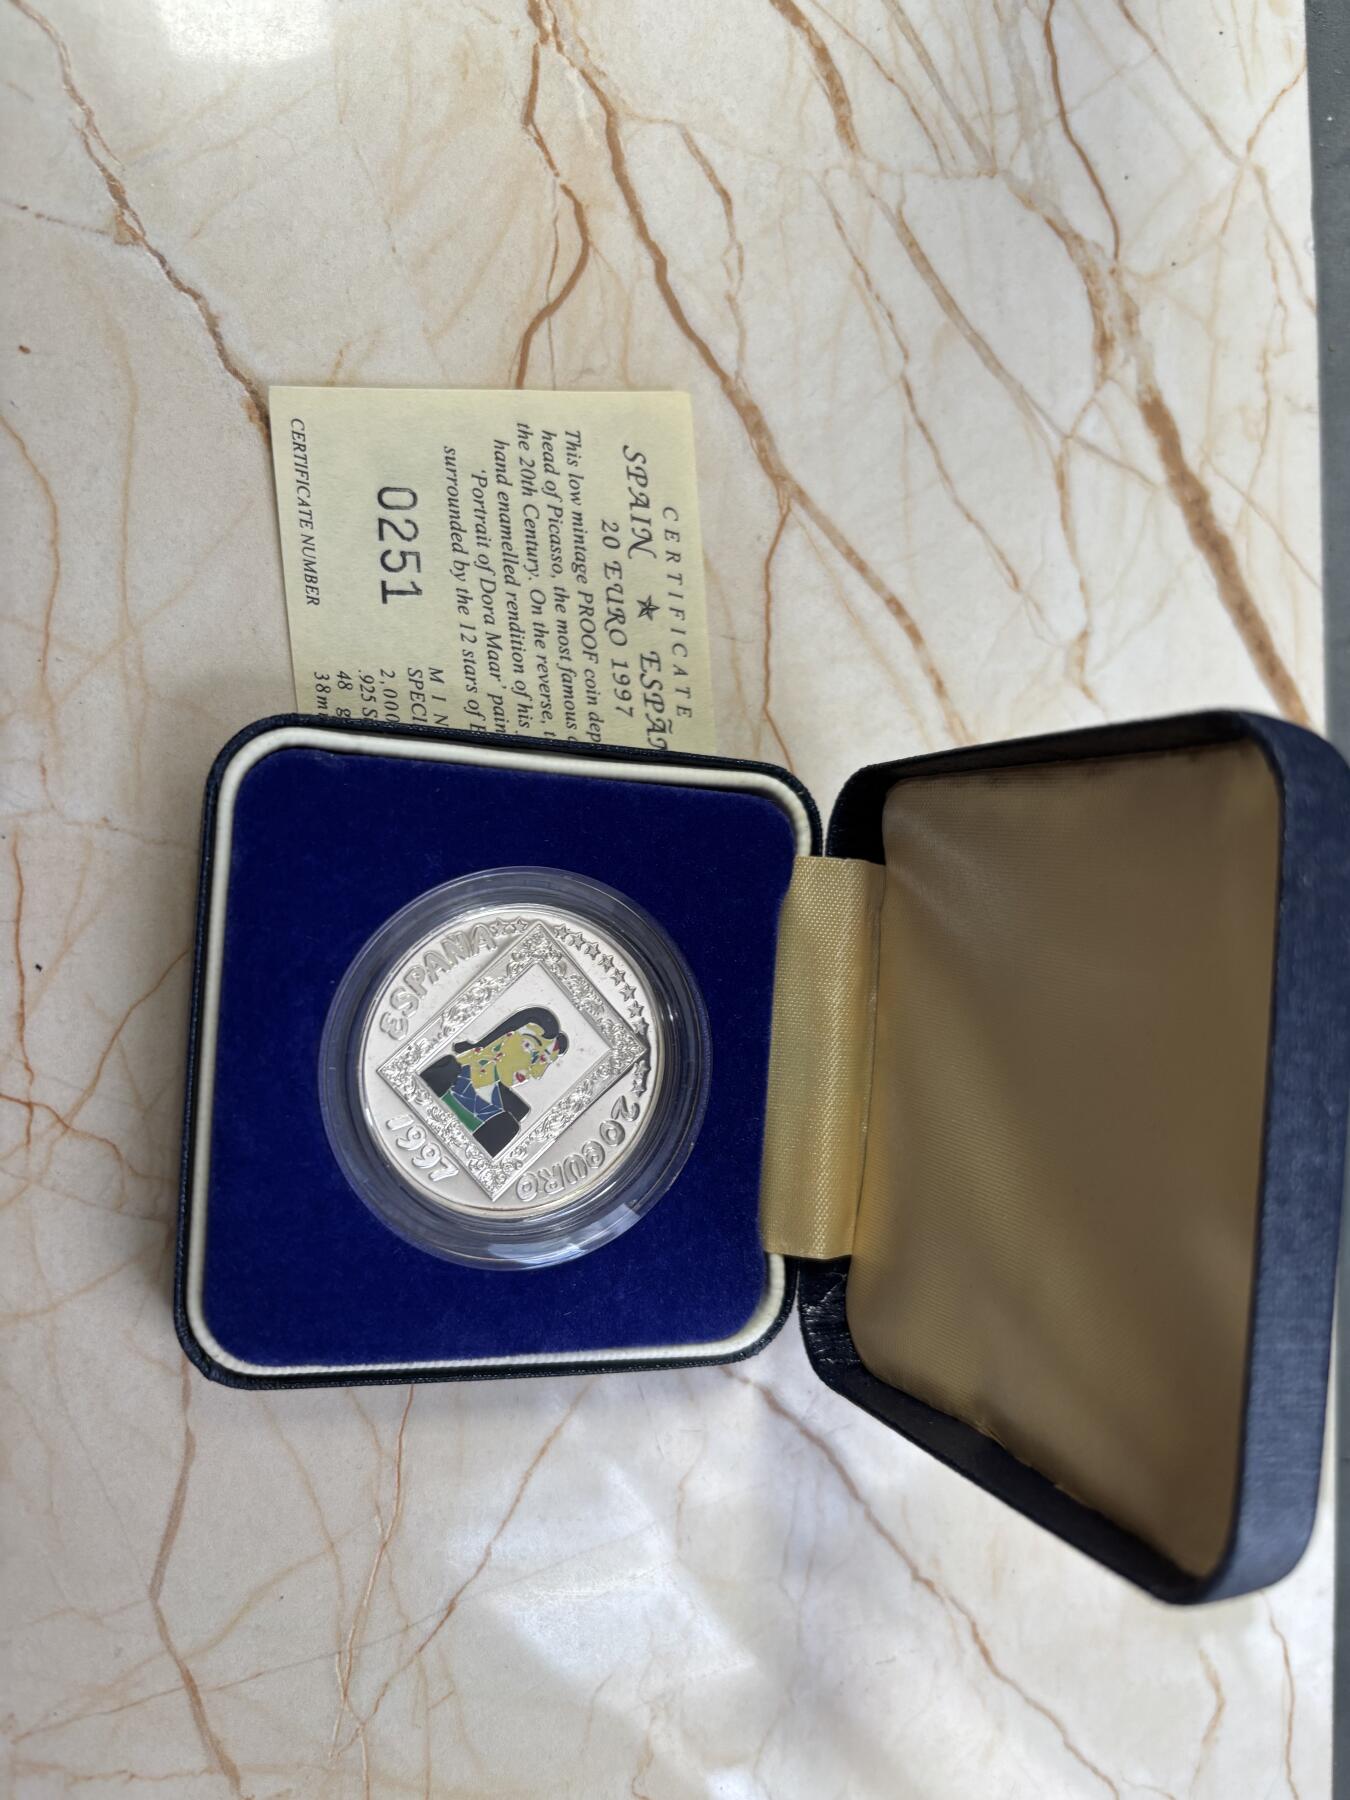 CERTIFICATE
SPAIN ★ ESPAÑ
20 EURO 1997
This low mintage PROOF coin dep
head of Picasso, the most famous
the 20th Century. On the reverse,
hand enamelled rendition of his
'Portrait of Dora Maar' pain
surrounded by the 12 stars of E
0251
CERTIFICATE NUMBER
MIN
SPECI
2,000
.925 S
48 g
38m
ESPAÑA
20 EURO
1997